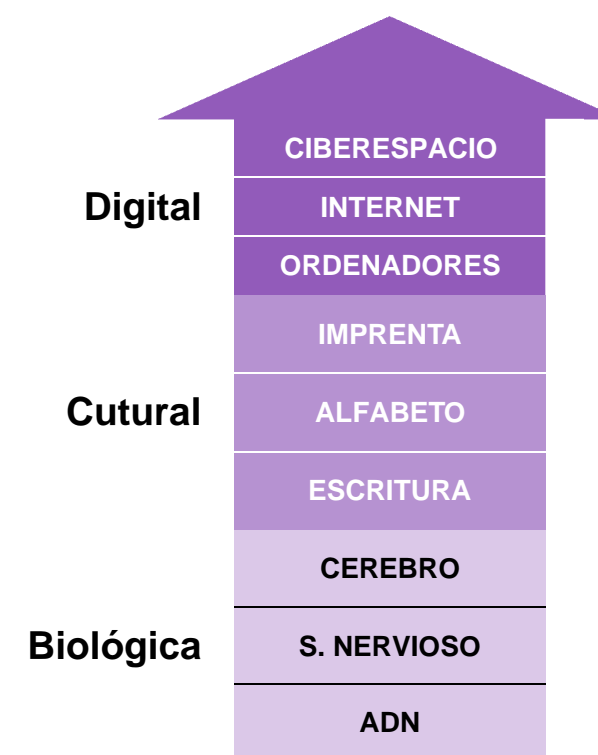 CIBERESPACIO
Digital
INTERNET
ORDENADORES
IMPRENTA
Cutural
ALFABETO
ESCRITURA
CEREBRO
Biológica
S. NERVIOSO
ADN